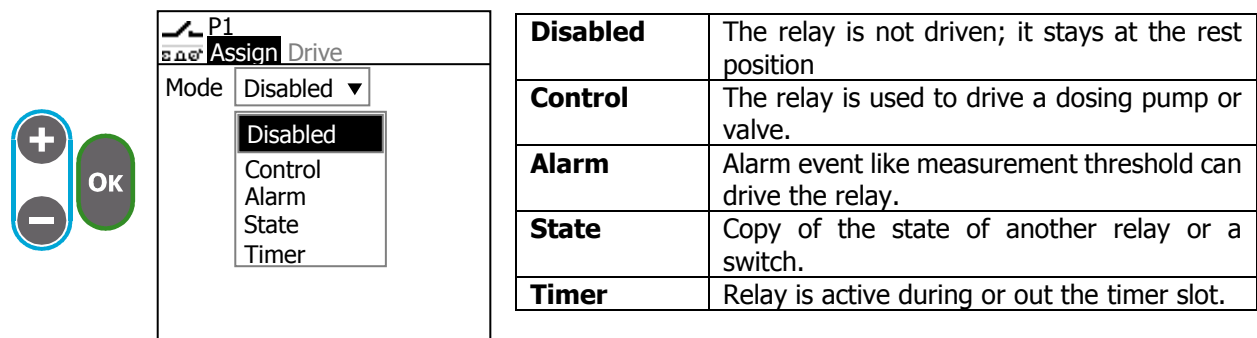 P1
Assign Drive
Mode Disabled ▼
Disabled
Control
Alarm
State
Timer
+
−
OK
Disabled The relay is not driven; it stays at the rest
position
Control The relay is used to drive a dosing pump or
valve.
Alarm Alarm event like measurement threshold can
drive the relay.
State Copy of the state of another relay or a
switch.
Timer Relay is active during or out the timer slot.